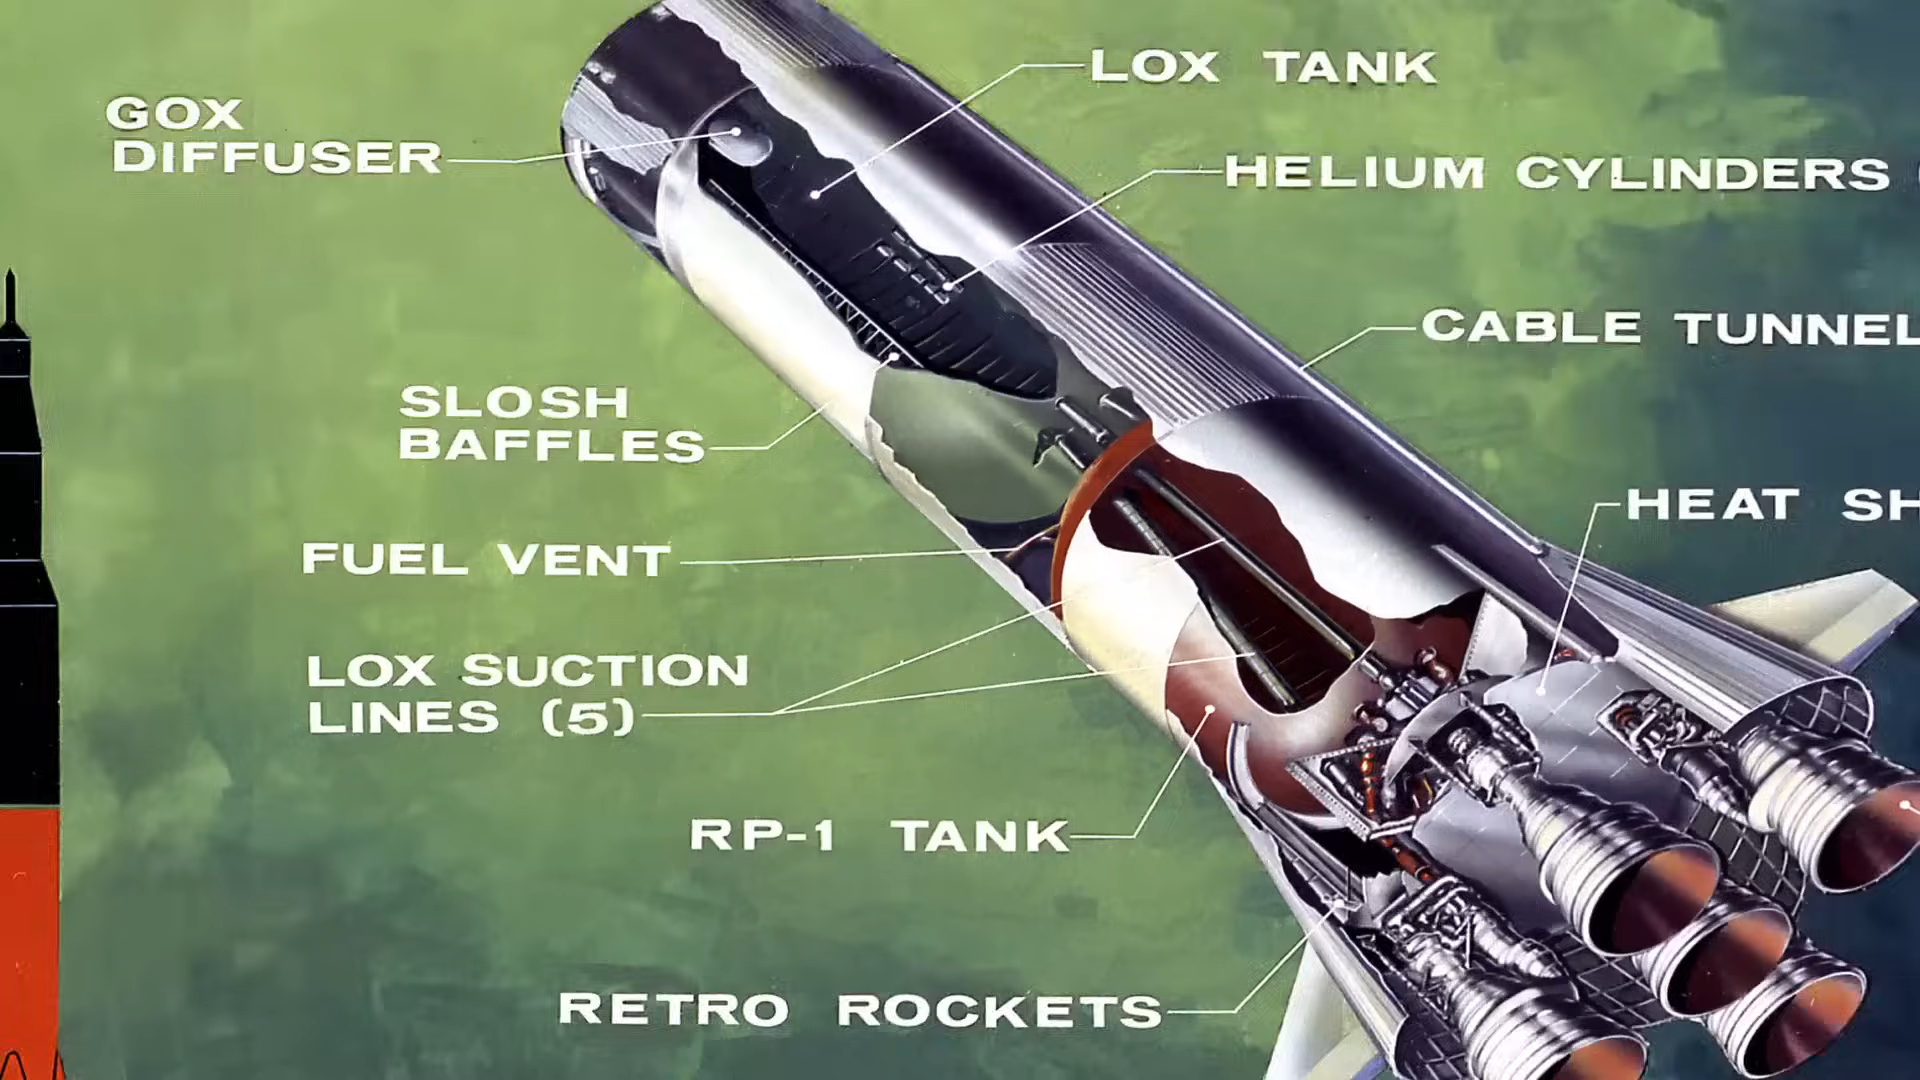 LOX TANK
GOX
DIFFUSER
HELIUM CYLINDERS
CABLE TUNNEL
SLOSH
BAFFLES
HEAT SH
FUEL VENT
LOX SUCTION
LINES (5)
RP-1 TANK
RETRO ROCKETS